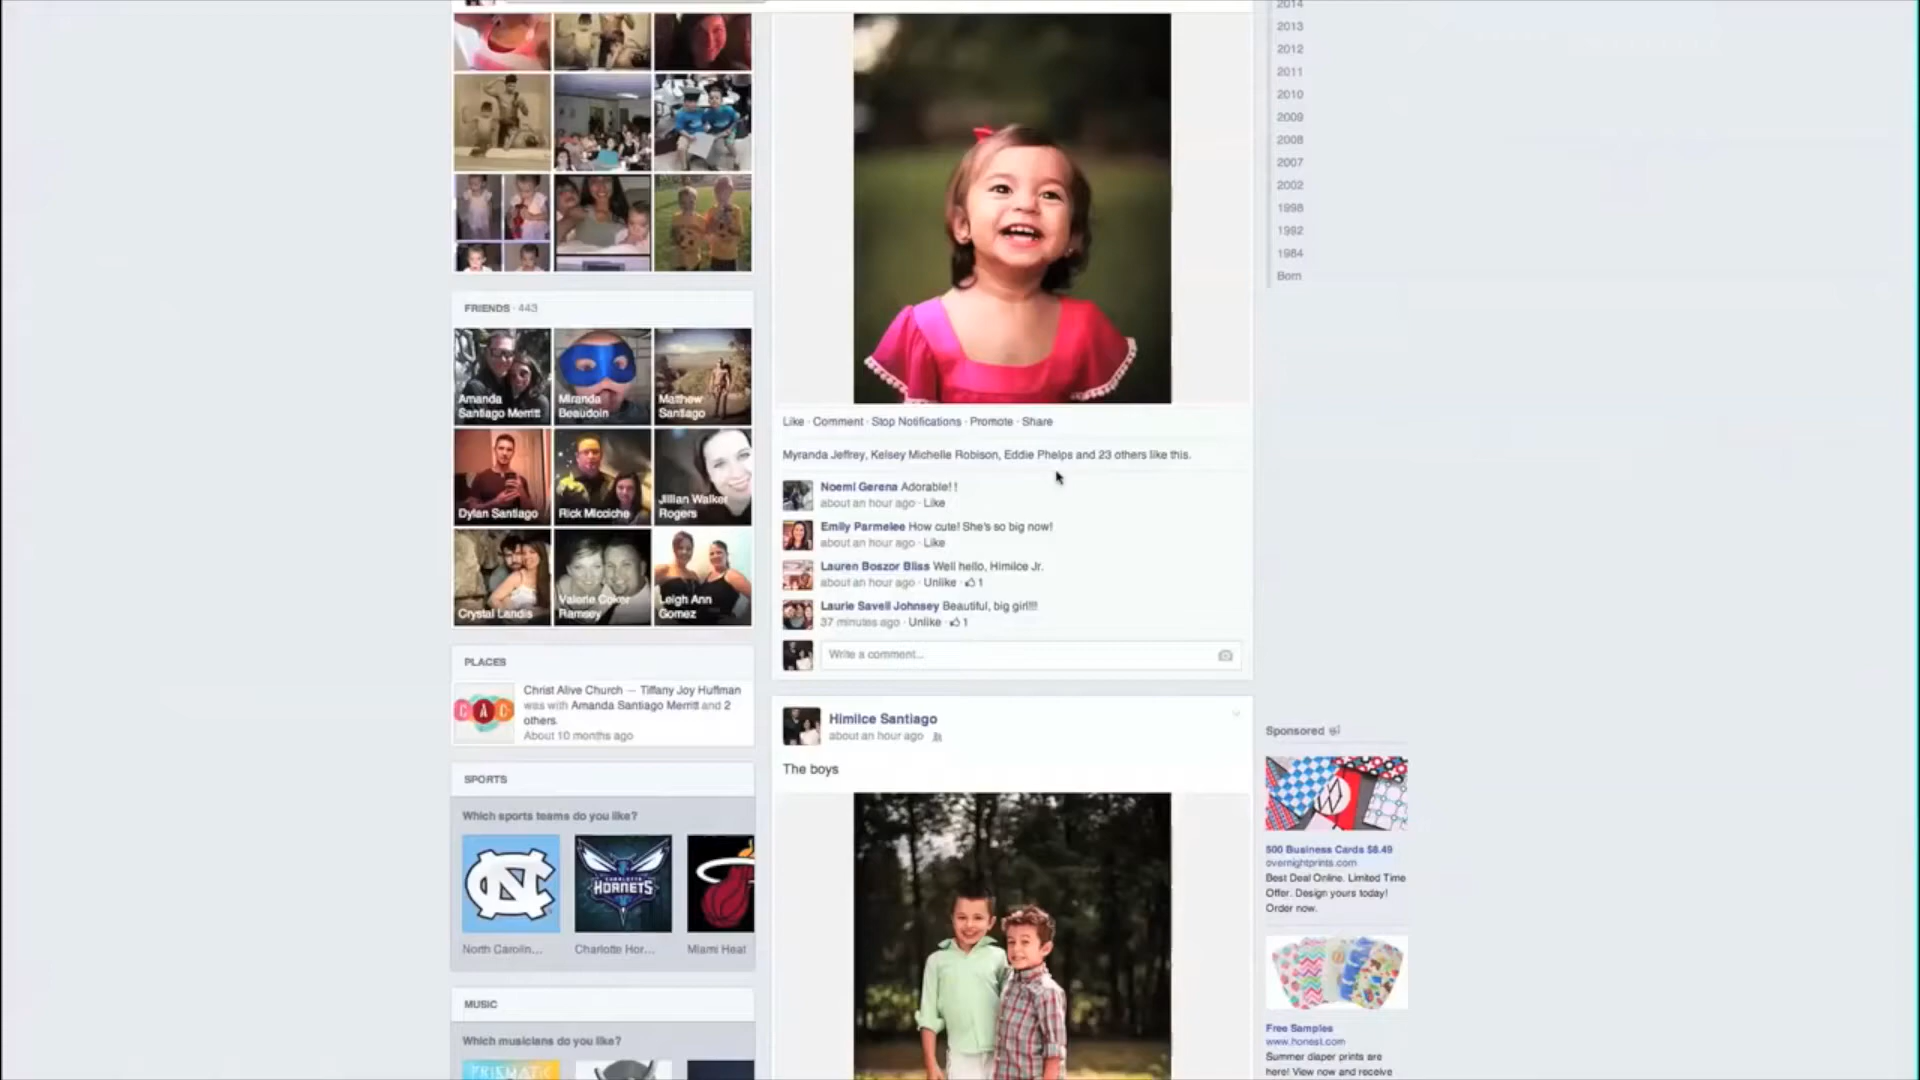 FRIENDS · 443
Amanda
Santiago Merritt
Miranda
Beaudoin
Matthew
Santiago
Dylan Santiago
Rick Micciche
Jillian Walker
Rogers
Crystal Landis
Valerie Coker
Ramsey
Leigh Ann
Gomez
PLACES
Christ Alive Church — Tiffany Joy Huffman
was with Amanda Santiago Merritt and 2
others.
About 10 months ago
CAC
SPORTS
Which sports teams do you like?
NC
CHARLOTTE
HORNETS
North Carolin...
Charlotte Hor...
Miami Heat
MUSIC
Which musicians do you like?
PRISMATIC
Like · Comment · Stop Notifications · Promote · Share
Myranda Jeffrey, Kelsey Michelle Robison, Eddie Phelps and 23 others like this.
Noemi Gerena Adorable! !
about an hour ago · Like
Emily Parmelee How cute! She's so big now!
about an hour ago · Like
Lauren Boszor Bliss Well hello, Himilce Jr.
about an hour ago · Unlike · 1
Laurie Savell Johnsey Beautiful, big girl!!!
37 minutes ago · Unlike · 1
Write a comment...
Himilce Santiago
about an hour ago
The boys
2014
2013
2012
2011
2010
2009
2008
2007
2002
1998
1992
1984
Born
Sponsored
W
500 Business Cards $8.49
overnightprints.com
Best Deal Online. Limited Time
Offer. Design yours today!
Order now.
Free Samples
www.honest.com
Summer diaper prints are
here! View now and receive